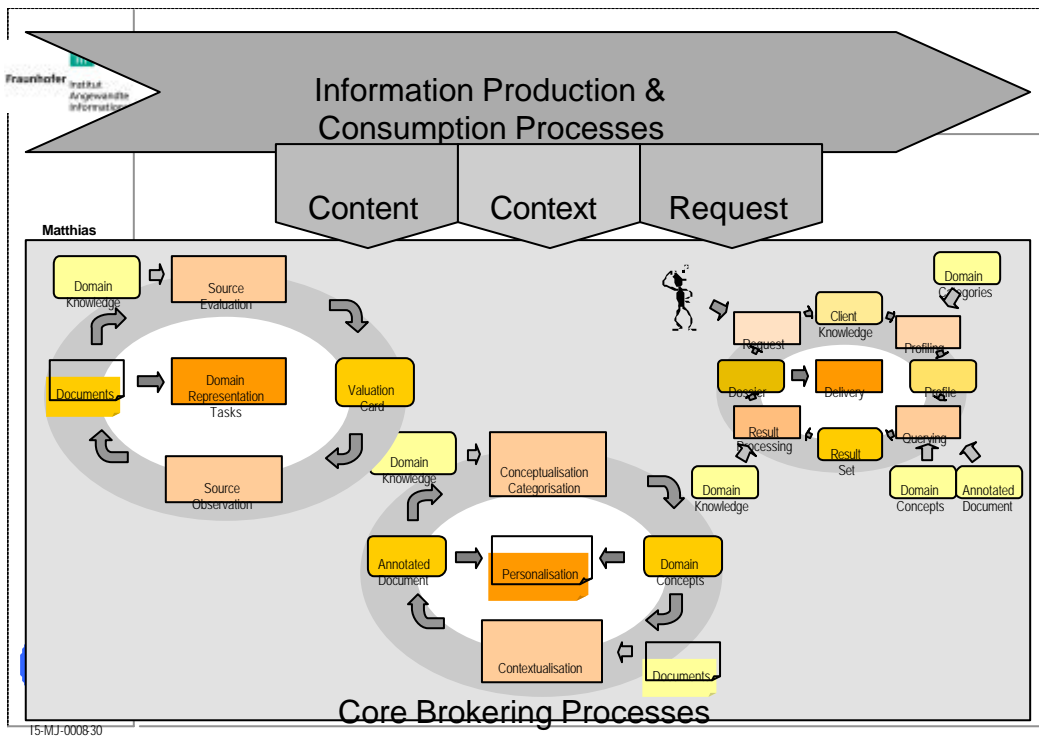 Fraunhofer
Institut
Angewandte
Information
Information Production &
Consumption Processes
Content
Context
Request
Matthias
Domain
Knowledge
Source
Evaluation
Documents
Domain
Representation
Tasks
Valuation
Card
Source
Observation
Domain
Knowledge
Conceptualisation
Categorisation
Annotated
Document
Personalisation
Domain
Concepts
Contextualisation
Documents
Domain
Categories
Client
Knowledge
Request
Profiling
Dossier
Delivery
Profile
Result
Processing
Result
Set
Querying
Domain
Knowledge
Domain
Concepts
Annotated
Document
Core Brokering Processes
15-MJ-000830